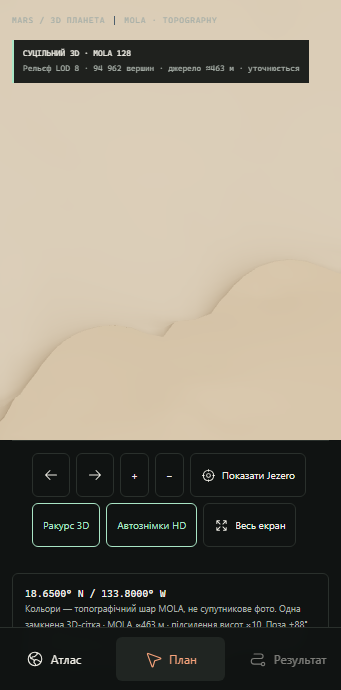 MARS / 3D ПЛАНЕТА | MOLA · TOPOGRAPHY
СУЦІЛЬНИЙ 3D · MOLA 128
Рельєф LOD 8 · 94 962 вершин · джерело ≈463 м · уточнюється
← → + − Показати Jezero
Ракурс 3D Автознімки HD Весь екран
18.6500° N / 133.8000° W
Кольори — топографічний шар MOLA, не супутникове фото. Одна
замкнена 3D-сітка · MOLA ≈463 м · підсилення висот ×10. Поза ±88°
Атлас План Результат